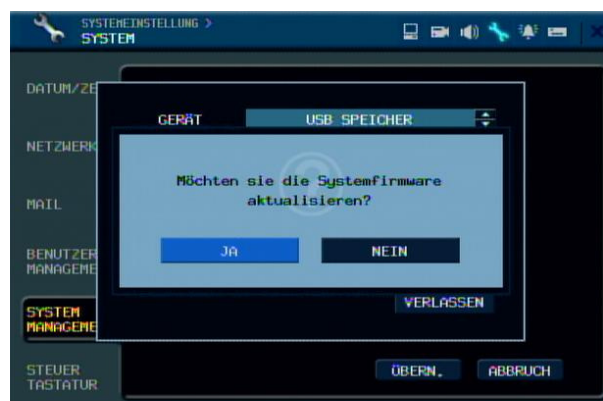 SYSTEMEINSTELLUNG >
SYSTEM
DATUM/ZE
GERÄT USB SPEICHER
NETZWERK
Möchten sie die Systemfirmware
aktualisieren?
MAIL
JA NEIN
BENUTZER
MANAGEME
VERLASSEN
SYSTEM
MANAGEME
STEUER
TASTATUR
ÜBERN. ABBRUCH